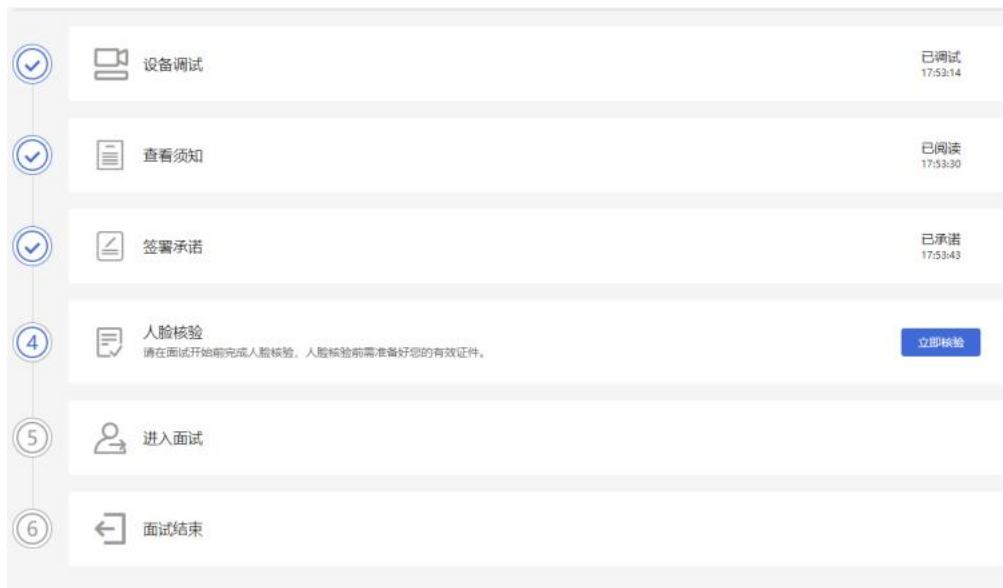 设备调试
已调试
17:53:14
查看须知
已阅读
17:53:30
签署承诺
已承诺
17:53:43
4
人脸核验
请在面试开始前完成人脸核验，人脸核验前需准备好您的有效证件。
立即核验
5
进入面试
6
面试结束